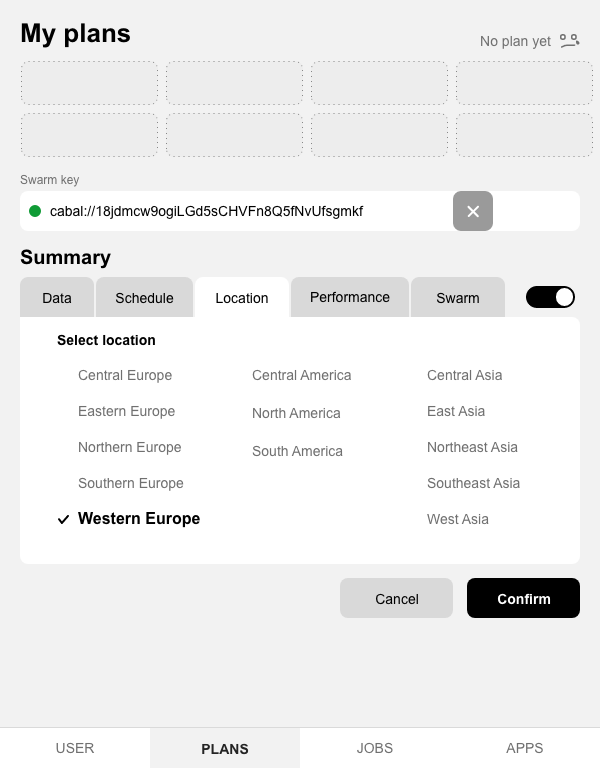 My plans
No plan yet
Swarm key
cabal://18jdmcw9ogiLGd5sCHVFn8Q5fNvUfsgmkf
Summary
Data
Schedule
Location
Performance
Swarm
Select location
Central Europe
Eastern Europe
Northern Europe
Southern Europe
Western Europe
Central America
North America
South America
Central Asia
East Asia
Northeast Asia
Southeast Asia
West Asia
Cancel
Confirm
USER
PLANS
JOBS
APPS